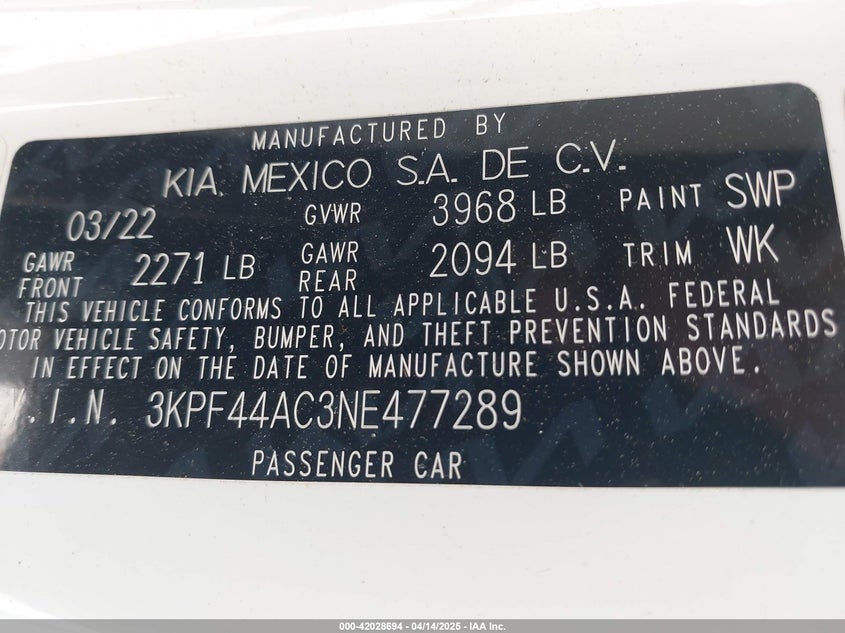 MANUFACTURED BY
KIA MEXICO S.A. DE C.V.
03/22 GVWR 3968 LB PAINT SWP
GAWR FRONT 2271 LB GAWR REAR 2094 LB TRIM WK
THIS VEHICLE CONFORMS TO ALL APPLICABLE U.S.A. FEDERAL
MOTOR VEHICLE SAFETY, BUMPER, AND THEFT PREVENTION STANDARDS
IN EFFECT ON THE DATE OF MANUFACTURE SHOWN ABOVE.
V.I.N. 3KPF44AC3NE477289
PASSENGER CAR
000-42028694 - 04/14/2025 - IAA Inc.